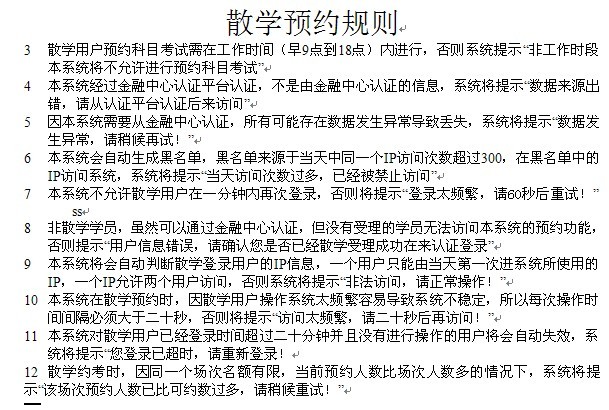 散学预约规则
3 散学用户预约科目考试需在工作时间（早9点到18点）内进行，否则系统提示“非工作时段
本系统将不允许进行预约科目考试”
4 本系统经过金融中心认证平台认证，不是由金融中心认证的信息，系统将提示“数据来源出
错，请从认证平台认证后来访问”
5 因本系统需要从金融中心认证，所有可能存在数据发生异常导致丢失，系统将提示“数据发
生异常，请稍候再试！”
6 本系统会自动生成黑名单，黑名单来源于当天中同一个IP访问次数超过300，在黑名单中的
IP访问系统，系统将提示“当天访问次数过多，已经被禁止访问”
7 本系统不允许散学用户在一分钟内再次登录，否则将提示“登录太频繁，请60秒后重试！”
ss
8 非散学学员，虽然可以通过金融中心认证，但没有受理的学员无法访问本系统的预约功能，
否则提示“用户信息错误，请确认您是否已经散学受理成功在来认证登录”
9 本系统将会自动判断散学登录用户的IP信息，一个用户只能由当天第一次进系统所使用的
IP，一个IP允许两个用户访问，否则系统将提示“非法访问，请正常操作！”
10 本系统在散学预约时，因散学用户操作系统太频繁容易导致系统不稳定，所以每次操作时
间间隔必须大于二十秒，否则将提示“访问太频繁，请二十秒后再访问！”
11 本系统对散学用户已经登录时间超过二十分钟并且没有进行操作的用户将会自动失效，系
统将提示“您登录已超时，请重新登录！
12 散学约考时，因同一个场次名额有限，当前预约人数比场次人数多的情况下，系统将提
示“该场次预约人数已比可约数过多，请稍候重试！”